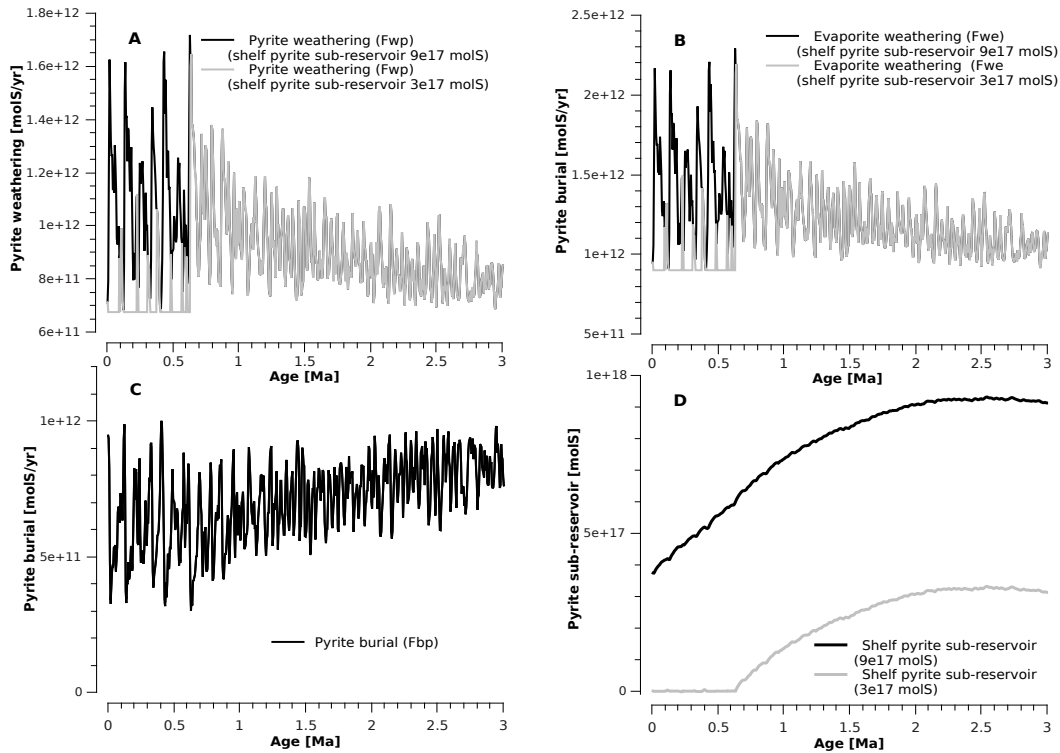 A
Pyrite weathering (Fwp)
(shelf pyrite sub-reservoir 9e17 molS)
Pyrite weathering (Fwp)
(shelf pyrite sub-reservoir 3e17 molS)
Pyrite weathering [molS/yr]
1.8e+12
1.6e+12
1.4e+12
1.2e+12
1e+12
8e+11
6e+11
0 0.5 1 1.5 2 2.5 3
Age [Ma]
B
Evaporite weathering (Fwe)
(shelf pyrite sub-reservoir 9e17 molS)
Evaporite weathering (Fwe
(shelf pyrite sub-reservoir 3e17 molS)
Pyrite burial [molS/yr]
2.5e+12
2e+12
1.5e+12
1e+12
5e+11
0 0.5 1 1.5 2 2.5 3
Age [Ma]
C
Pyrite burial [molS/yr]
1e+12
5e+11
0
Pyrite burial (Fbp)
0 0.5 1 1.5 2 2.5 3
Age [Ma]
D
Pyrite sub-reservoir [molS]
1e+18
5e+17
0
Shelf pyrite sub-reservoir
(9e17 molS)
Shelf pyrite sub-reservoir
(3e17 molS)
0 0.5 1 1.5 2 2.5 3
Age [Ma]